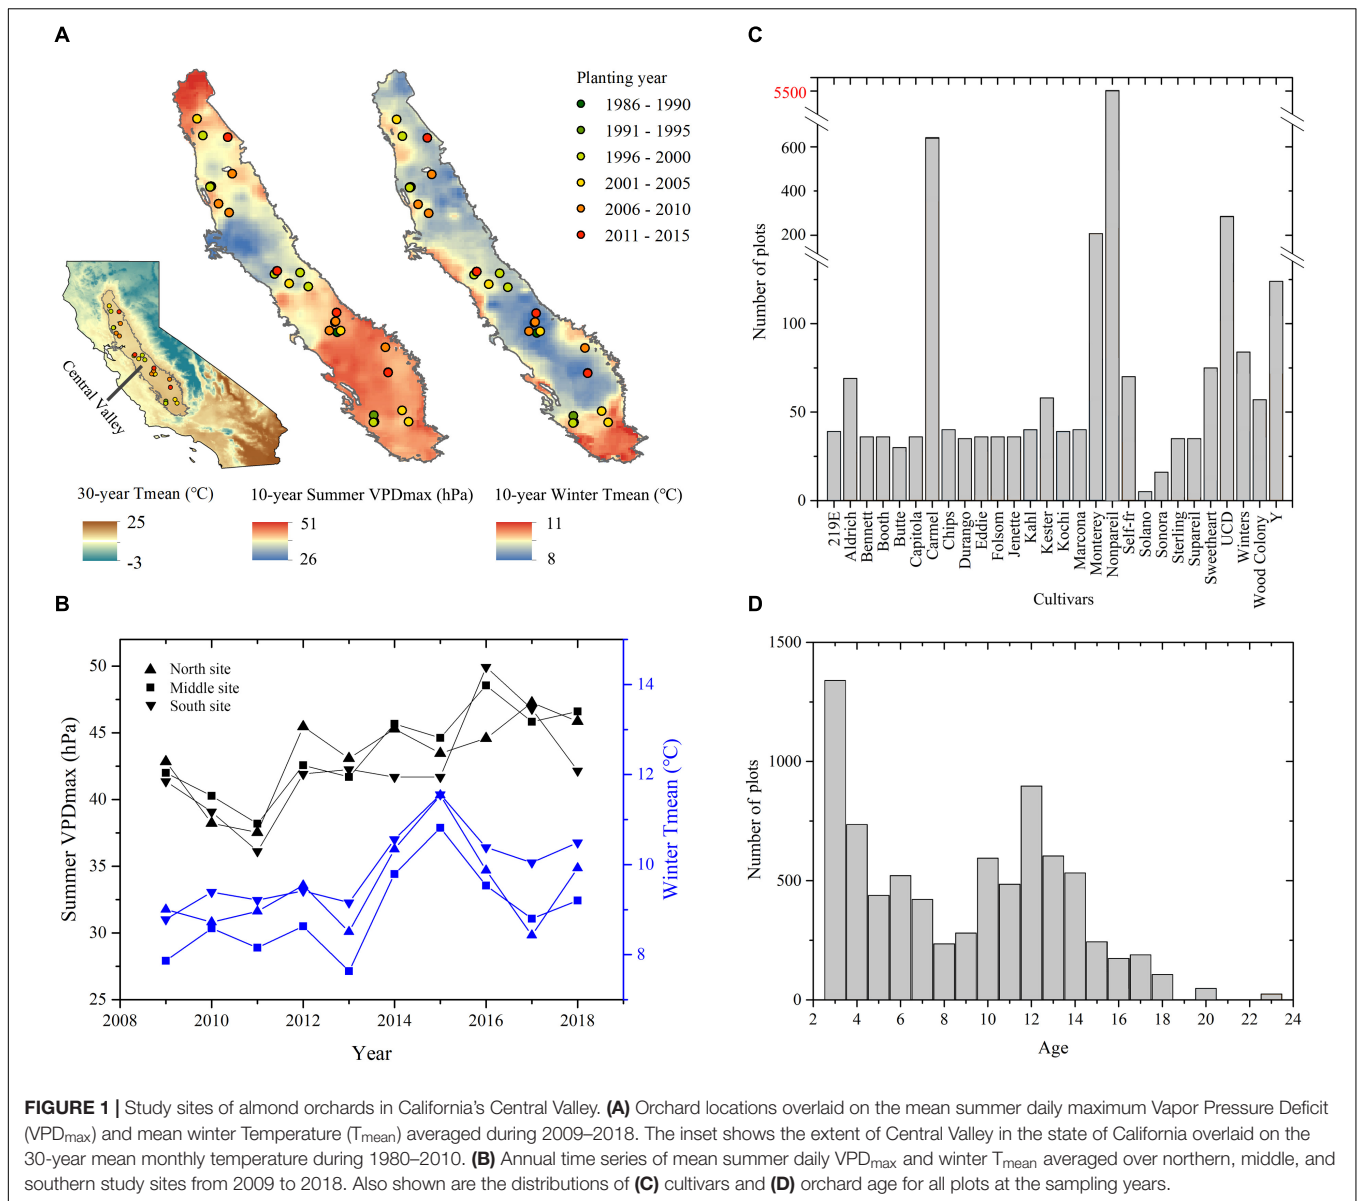 A
Planting year
1986 - 1990
1991 - 1995
1996 - 2000
2001 - 2005
2006 - 2010
2011 - 2015
Central Valley
30-year Tmean (°C)
25
-3
10-year Summer VPDmax (hPa)
51
26
10-year Winter Tmean (°C)
11
8
B
North site
Middle site
South site
Summer VPDmax (hPa)
50
45
40
35
30
25
Winter Tmean (°C)
14
12
10
8
2008 2010 2012 2014 2016 2018
Year
C
Number of plots
5500
600
400
200
100
50
0
219E
Aldrich
Bennett
Booth
Butte
Capitola
Carmel
Chips
Durango
Eddie
Folsom
Jenette
Kahl
Kester
Kochi
Marcona
Monterey
Nonpareil
Self-fr
Solano
Sonora
Sterling
Supareil
Sweetheart
UCD
Winters
Wood Colony
Y
Cultivars
D
Number of plots
1500
1000
500
0
2 4 6 8 10 12 14 16 18 20 22 24
Age
FIGURE 1 | Study sites of almond orchards in California's Central Valley. (A) Orchard locations overlaid on the mean summer daily maximum Vapor Pressure Deficit
(VPDmax) and mean winter Temperature (Tmean) averaged during 2009–2018. The inset shows the extent of Central Valley in the state of California overlaid on the
30-year mean monthly temperature during 1980–2010. (B) Annual time series of mean summer daily VPDmax and winter Tmean averaged over northern, middle, and
southern study sites from 2009 to 2018. Also shown are the distributions of (C) cultivars and (D) orchard age for all plots at the sampling years.